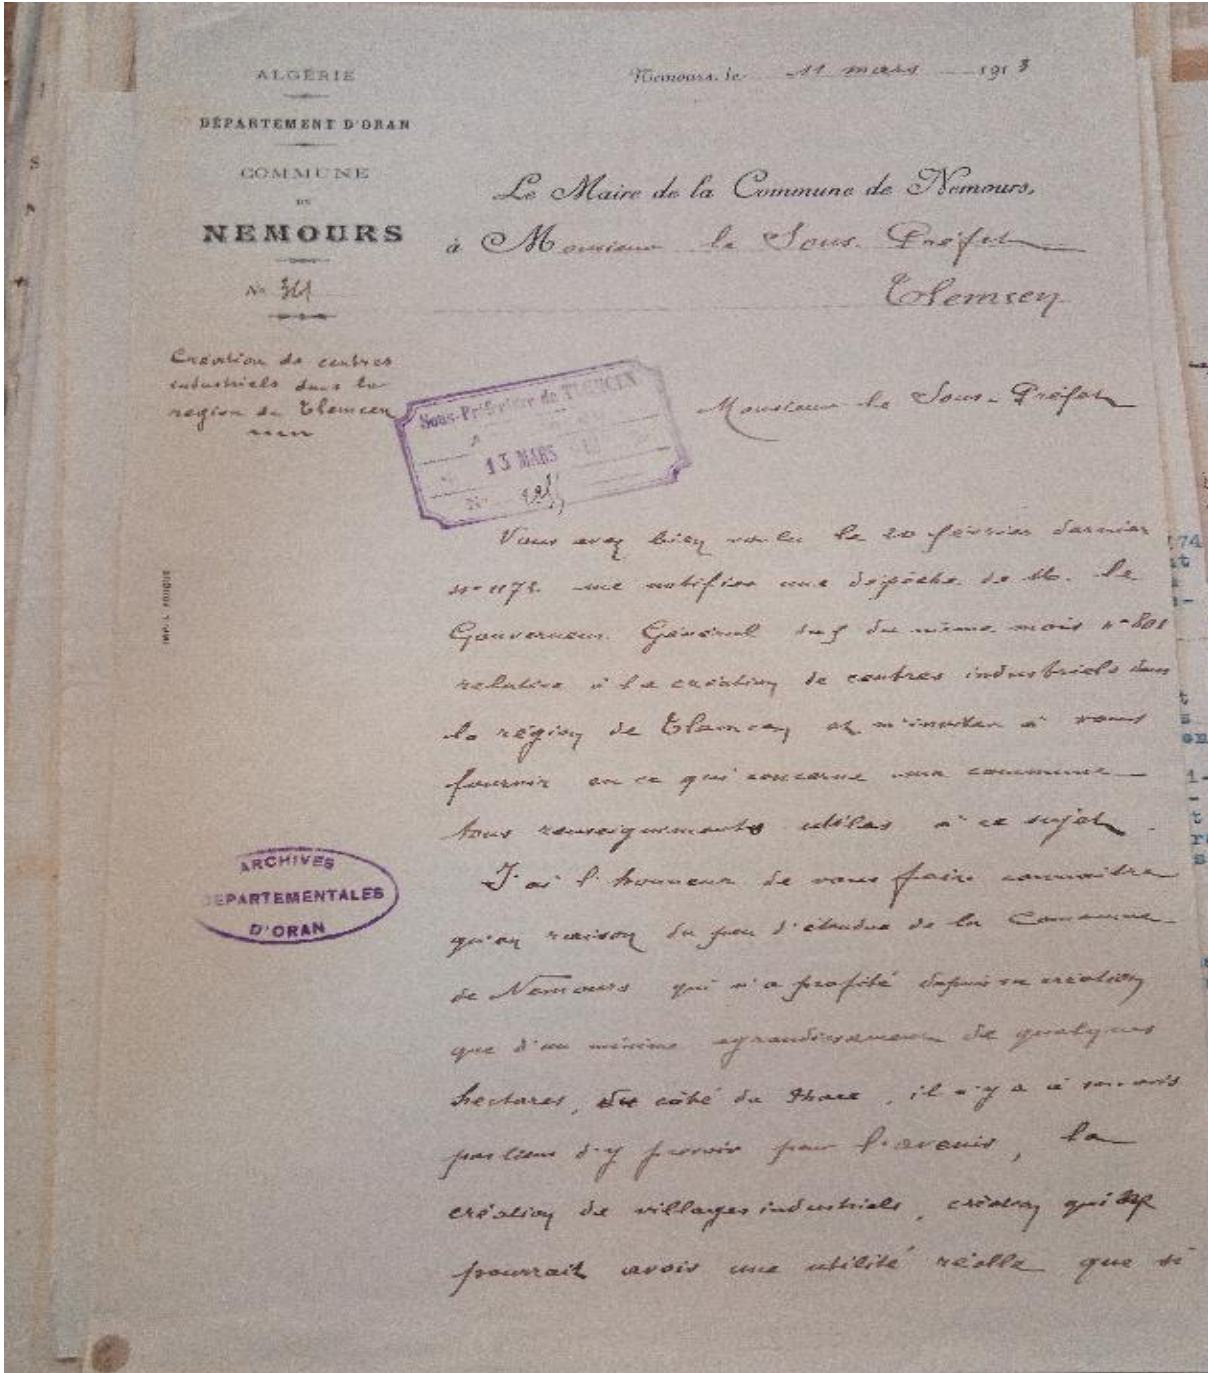 ALGÉRIE
DÉPARTEMENT D'ORAN
COMMUNE
DE
NEMOURS
No 361
Création de centres
industriels dans la
région de Tlemcen
Nemours, le 11 mars 1913
Le Maire de la Commune de Nemours,
à Monsieur le Sous-Préfet
Tlemcen
Sous-Préfecture de TLEMCEN
13 MARS
No
Monsieur le Sous-Préfet
Vous avez bien voulu le 20 février dernier
n° 1172 me notifier une dépêche de M. le
Gouverneur Général du du même mois n° 801
relative à la création de centres industriels dans
la région de Tlemcen et m'inviter à vous
fournir en ce qui concerne ma commune
tous renseignements utiles à ce sujet.
J'ai l'honneur de vous faire connaître
qu'en raison du peu d'étendue de la Commune
de Nemours qui n'a profité depuis sa création
que d'un minime agrandissement de quelques
hectares, du côté du Phare, il n'y a à mon avis
pas lieu d'y prévoir pour l'avenir, la
création de villages industriels, création qui ne
pourrait avoir une utilité réelle que si
IMP. L. FOUQUE
ARCHIVES
DEPARTEMENTALES
D'ORAN